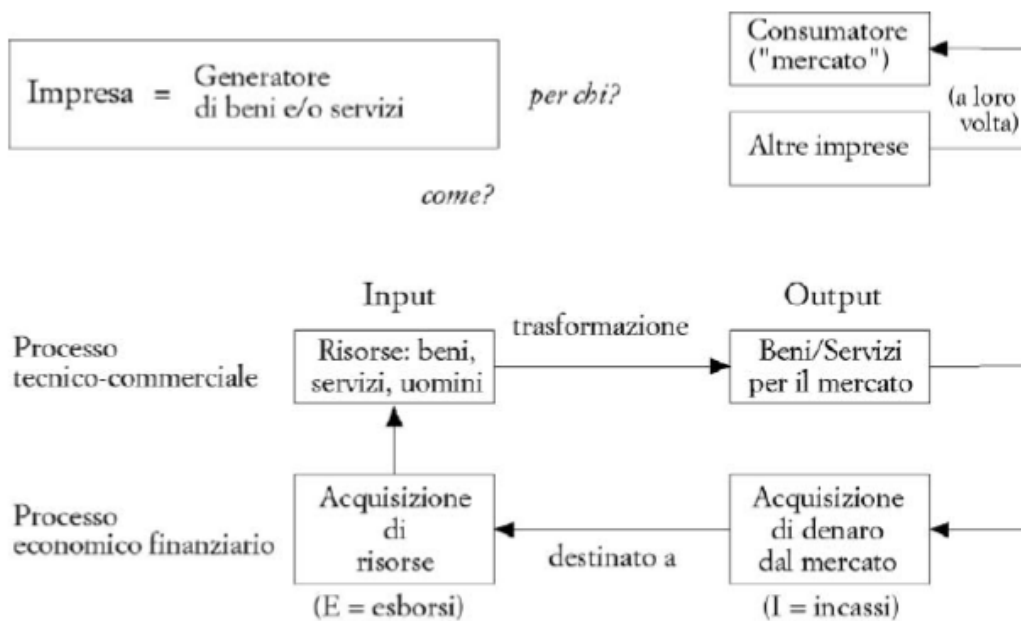 Impresa = Generatore
di beni e/o servizi
per chi?
Consumatore
("mercato")
(a loro
volta)
Altre imprese
come?
Input
Output
Processo
tecnico-commerciale
Risorse: beni,
servizi, uomini
trasformazione
Beni/Servizi
per il mercato
Processo
economico finanziario
Acquisizione
di
risorse
destinato a
Acquisizione
di denaro
dal mercato
(E = esborsi)
(I = incassi)